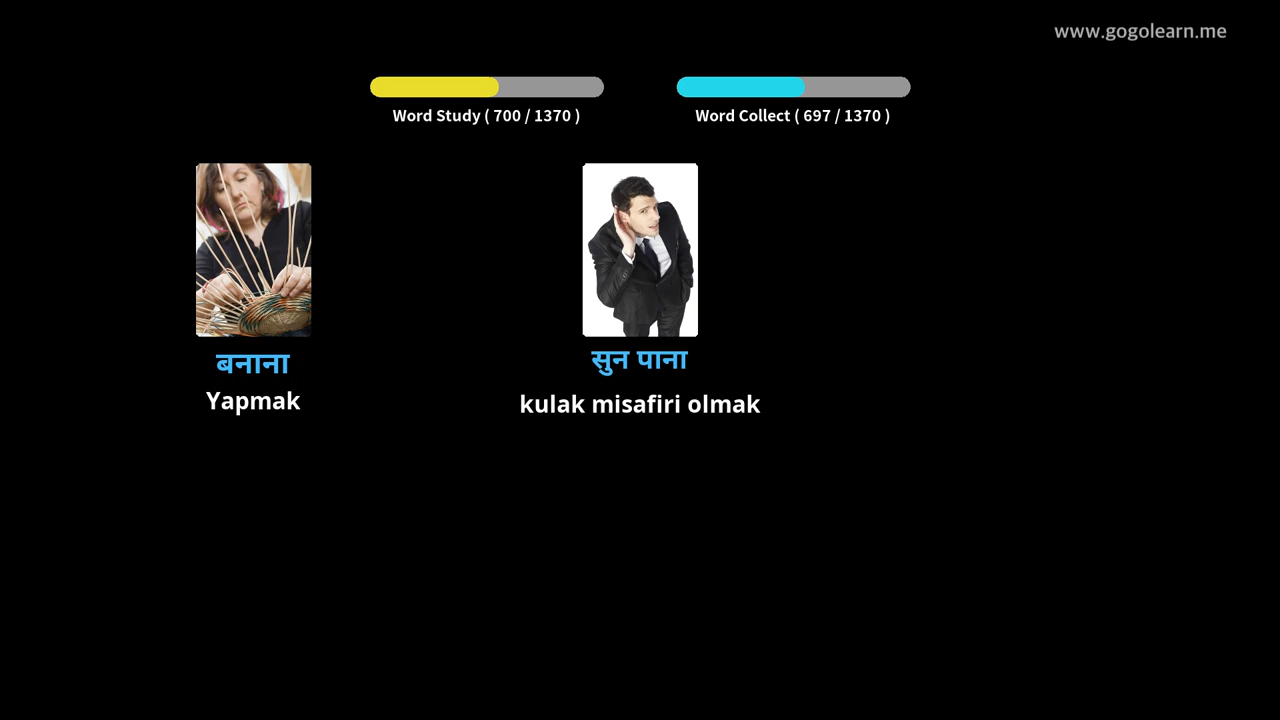 www.gogolearn.me
Word Study ( 700 / 1370 )
Word Collect ( 697 / 1370 )
बनाना
Yapmak
सुन पाना
kulak misafiri olmak